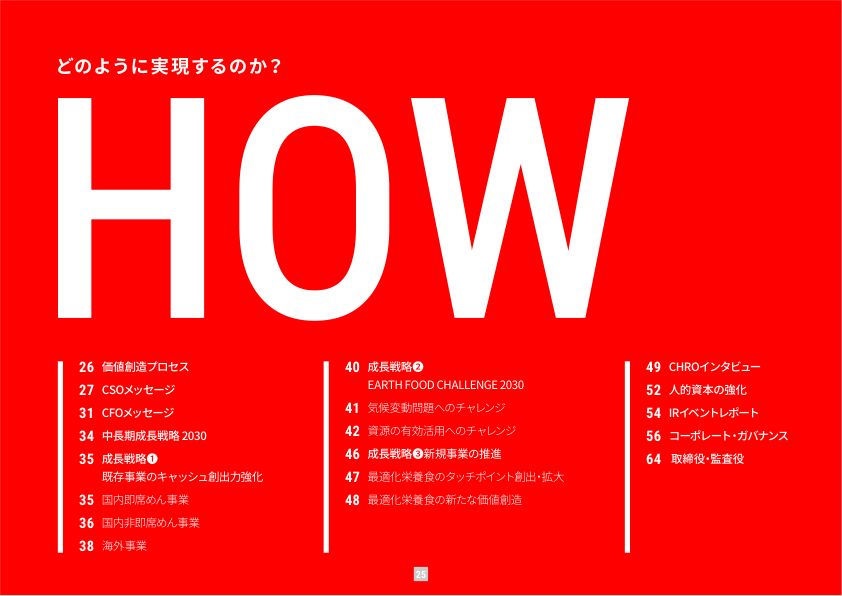 どのように実現するのか？
HOW
26 価値創造プロセス
27 CSOメッセージ
31 CFOメッセージ
34 中長期成長戦略 2030
35 成長戦略❶
既存事業のキャッシュ創出力強化
35 国内即席めん事業
36 国内非即席めん事業
38 海外事業
40 成長戦略❷
EARTH FOOD CHALLENGE 2030
41 気候変動問題へのチャレンジ
42 資源の有効活用へのチャレンジ
46 成長戦略❸新規事業の推進
47 最適化栄養食のタッチポイント創出・拡大
48 最適化栄養食の新たな価値創造
49 CHROインタビュー
52 人的資本の強化
54 IRイベントレポート
56 コーポレート・ガバナンス
64 取締役・監査役
25